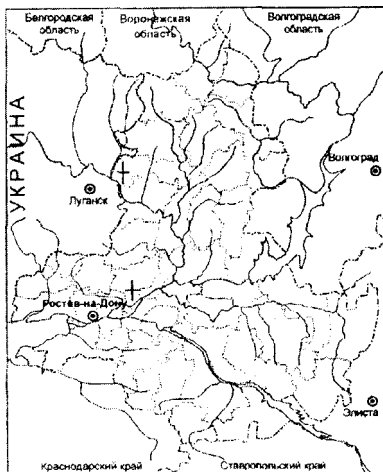 Белгородская
область
Воронежская
область
Волгоградская
область
УКРАИНА
Волгоград
Луганск
Ростов-на-Дону
Элиста
Краснодарский край
Ставропольский край